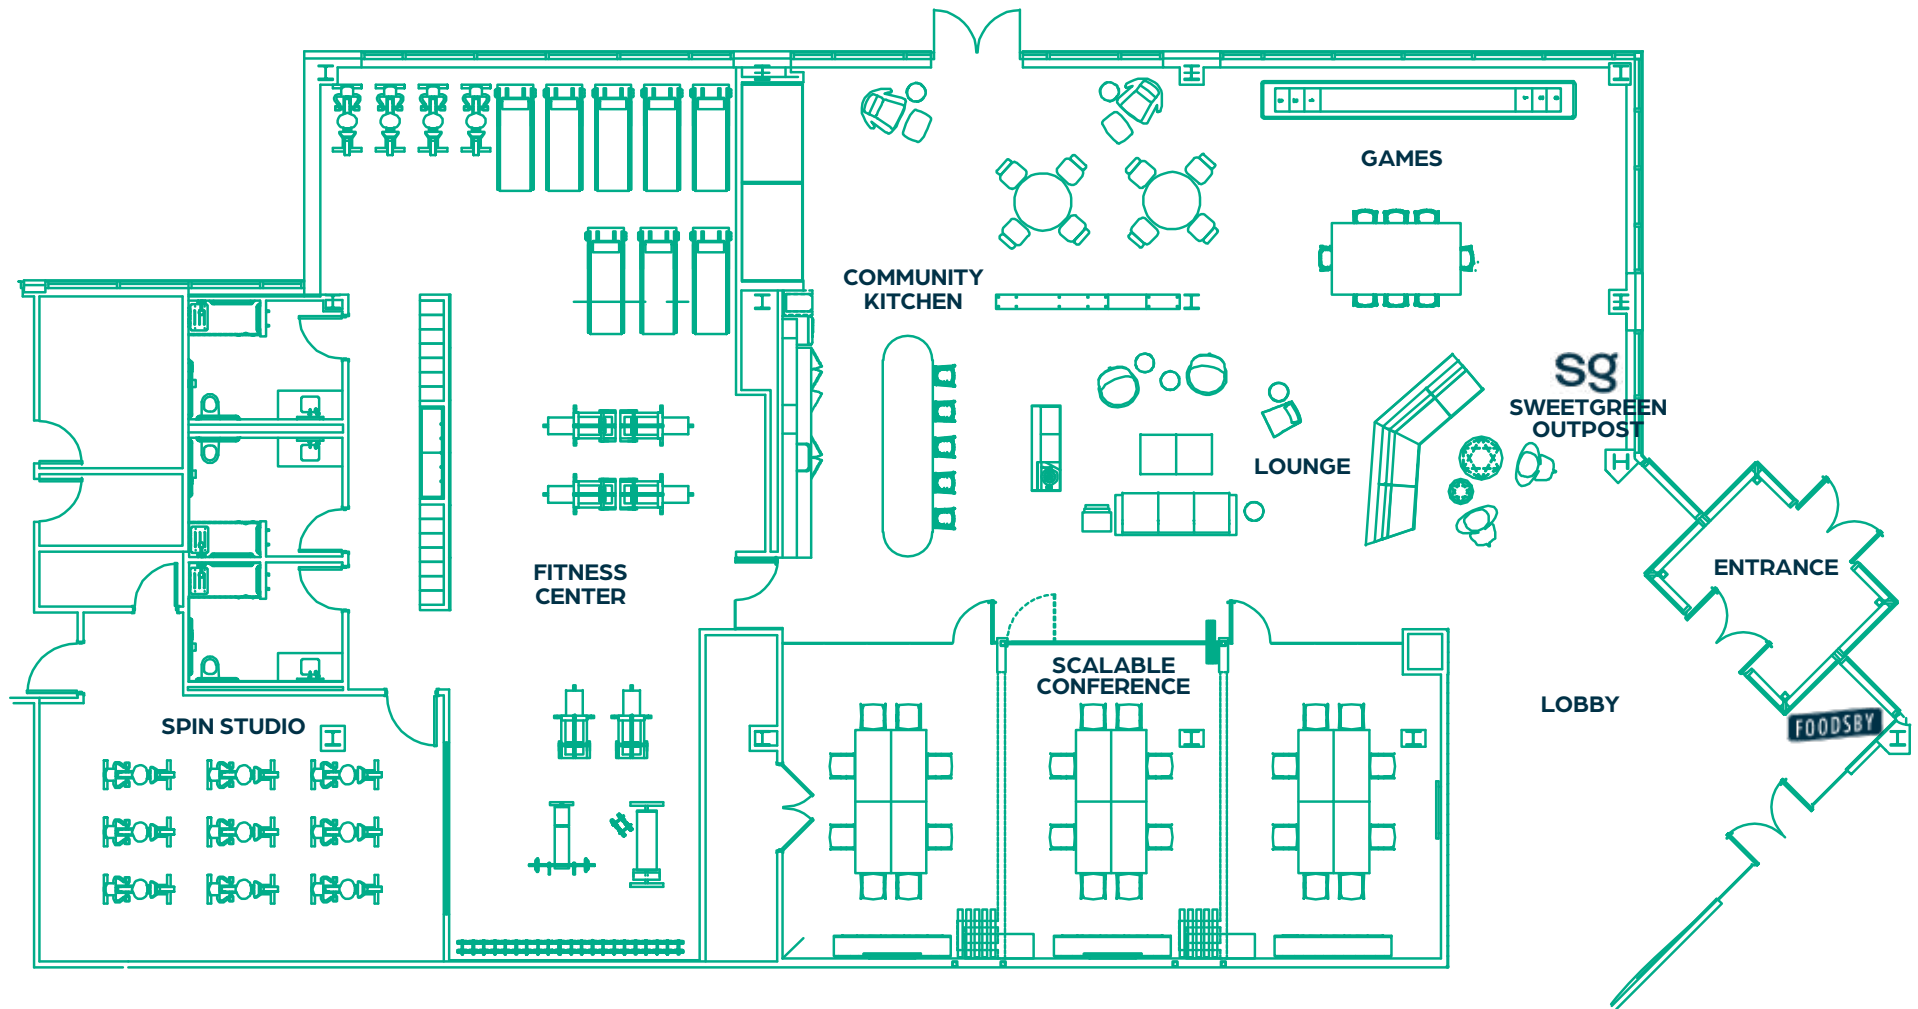 GAMES
COMMUNITY
KITCHEN
sg
SWEETGREEN
OUTPOST
LOUNGE
ENTRANCE
FITNESS
CENTER
SCALABLE
CONFERENCE
LOBBY
FOODSBY
SPIN STUDIO